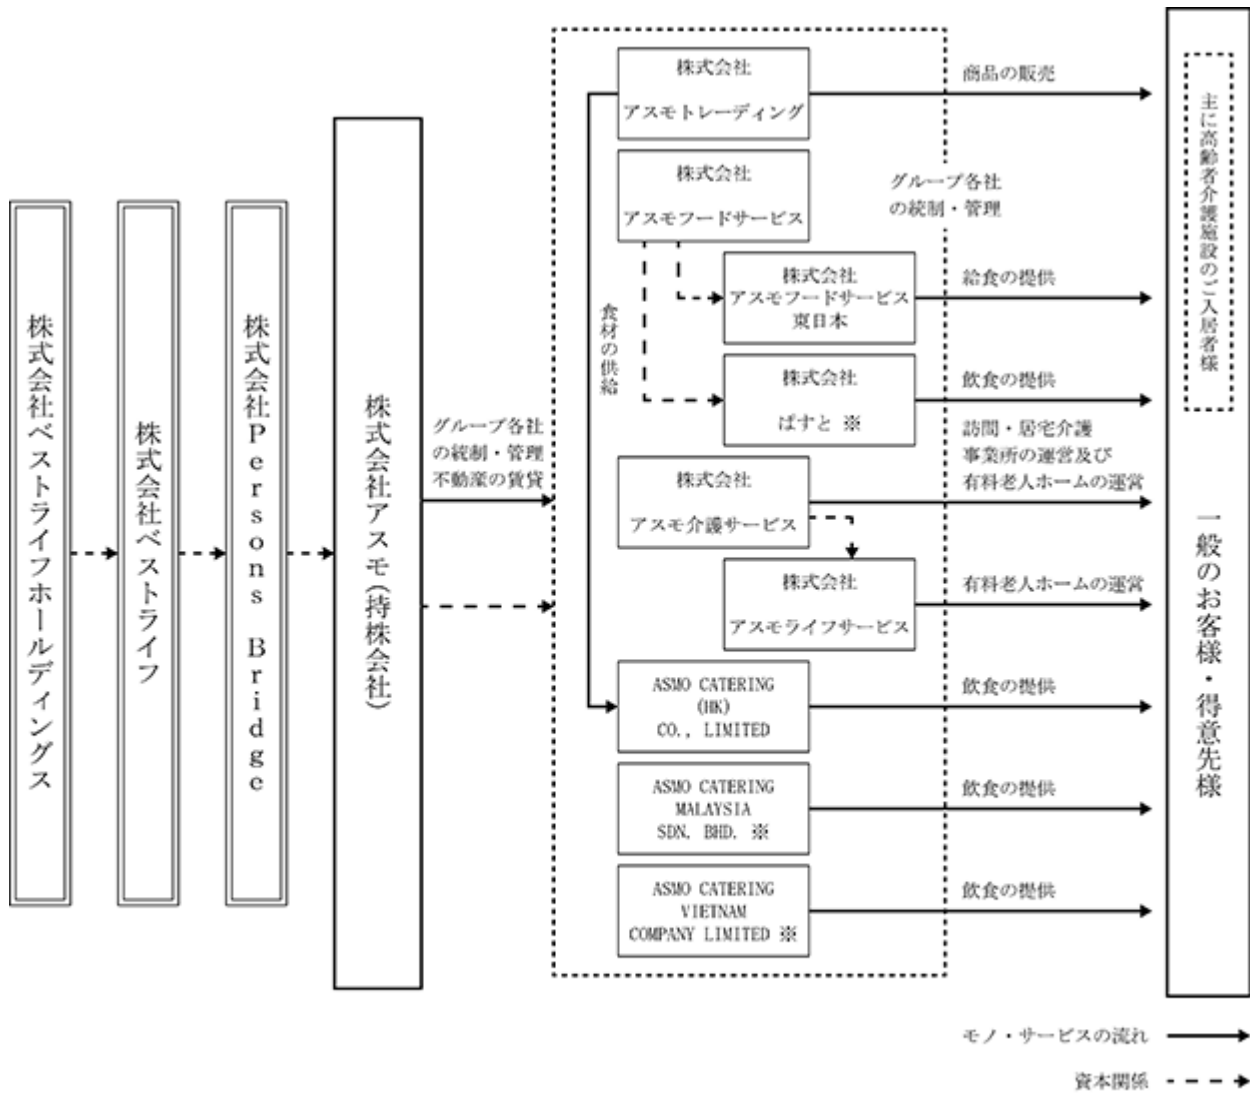 株式会社ベストライフホールディングス
株式会社ベストライフ
株式会社Persons Bridge
株式会社アスモ(持株会社)
グループ各社
の統制・管理
不動産の賃貸
株式会社
アスモトレーディング
商品の販売
株式会社
アスモフードサービス
グループ各社
の統制・管理
食材の供給
株式会社
アスモフードサービス
東日本
給食の提供
株式会社
ぱすと ※
飲食の提供
株式会社
アスモ介護サービス
訪問・居宅介護
事業所の運営及び
有料老人ホームの運営
株式会社
アスモライフサービス
有料老人ホームの運営
ASMO CATERING
(HK)
CO., LIMITED
飲食の提供
ASMO CATERING
MALAYSIA
SDN. BHD. ※
飲食の提供
ASMO CATERING
VIETNAM
COMPANY LIMITED ※
飲食の提供
主に高齢者介護施設のご入居者様
一般のお客様・得意先様
モノ・サービスの流れ
資本関係